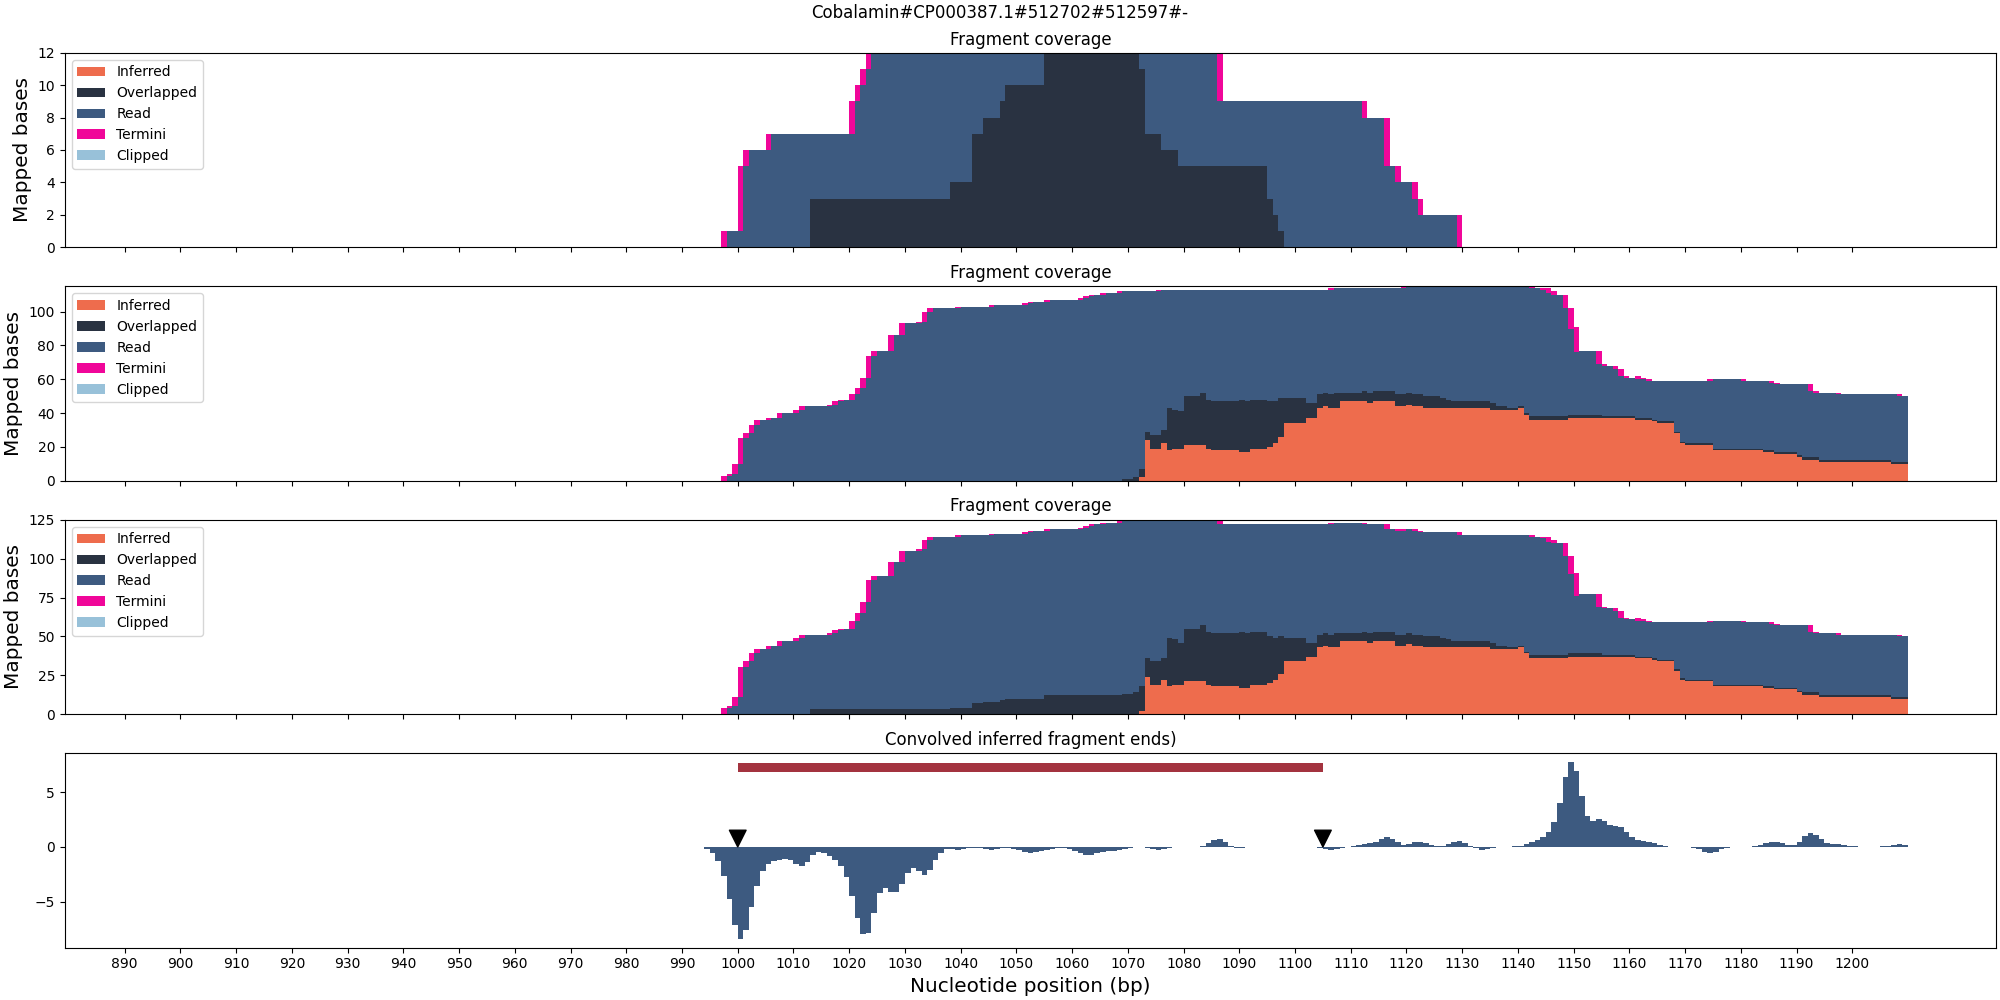 Cobalamin#CP000387.1#512702#512597#-
Fragment coverage
Mapped bases
12
10
8
6
4
2
0
Inferred
Overlapped
Read
Termini
Clipped
Fragment coverage
Mapped bases
100
80
60
40
20
0
Inferred
Overlapped
Read
Termini
Clipped
Fragment coverage
Mapped bases
125
100
75
50
25
0
Inferred
Overlapped
Read
Termini
Clipped
Convolved inferred fragment ends)
5
0
−5
890 900 910 920 930 940 950 960 970 980 990 1000 1010 1020 1030 1040 1050 1060 1070 1080 1090 1100 1110 1120 1130 1140 1150 1160 1170 1180 1190 1200
Nucleotide position (bp)